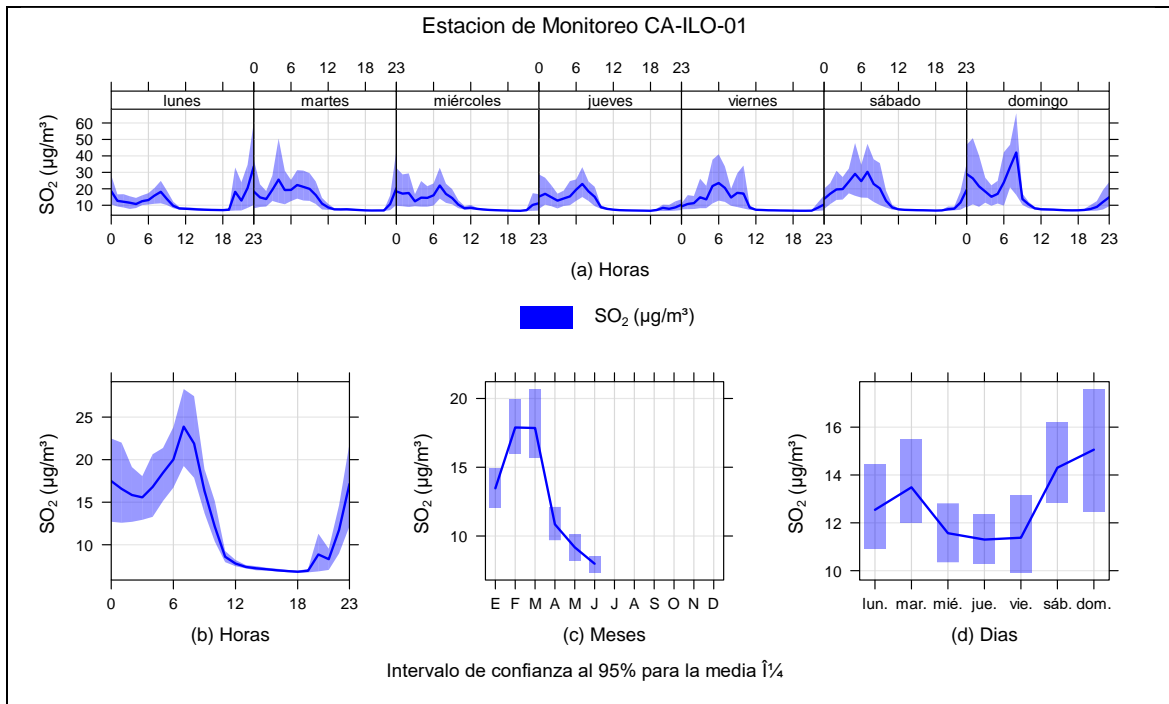 Estacion de Monitoreo CA-ILO-01
0 6 12 18 23 0 6 12 18 23 0 6 12 18 23
lunes martes miércoles jueves viernes sábado domingo
SO₂ (µg/m³)
60
50
40
30
20
10
0 6 12 18 23 0 6 12 18 23 0 6 12 18 23 0 6 12 18 23
(a) Horas
SO₂ (µg/m³)
SO₂ (µg/m³)
25
20
15
10
0 6 12 18 23
(b) Horas
SO₂ (µg/m³)
20
15
10
E F M A M J J A S O N D
(c) Meses
SO₂ (µg/m³)
16
14
12
10
lun. mar. mié. jue. vie. sáb. dom.
(d) Dias
Intervalo de confianza al 95% para la media Î¼